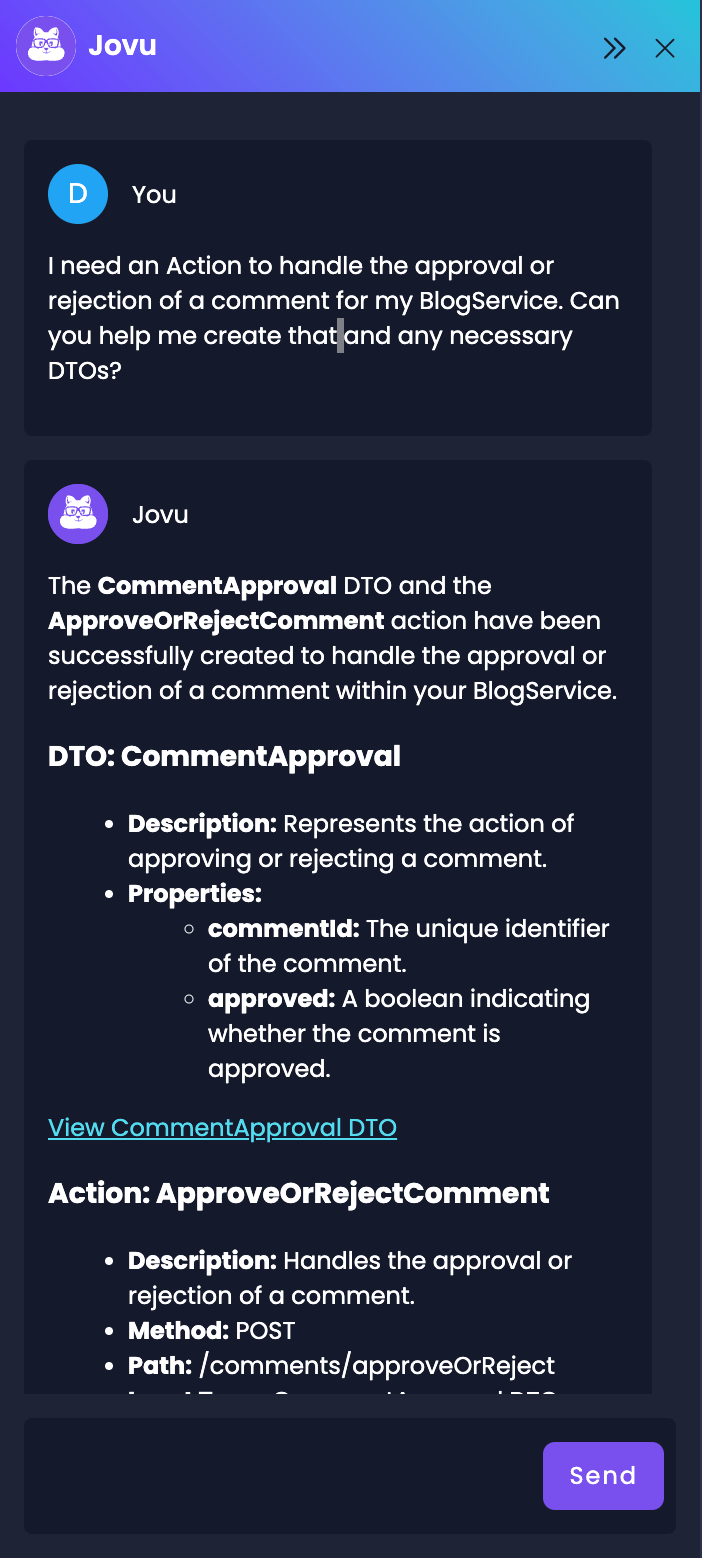 Jovu
D
You
I need an Action to handle the approval or
rejection of a comment for my BlogService. Can
you help me create that and any necessary
DTOs?
Jovu
The CommentApproval DTO and the
ApproveOrRejectComment action have been
successfully created to handle the approval or
rejection of a comment within your BlogService.
DTO: CommentApproval
Description: Represents the action of
approving or rejecting a comment.
Properties:
commentId: The unique identifier
of the comment.
approved: A boolean indicating
whether the comment is
approved.
View CommentApproval DTO
Action: ApproveOrRejectComment
Description: Handles the approval or
rejection of a comment.
Method: POST
Path: /comments/approveOrReject
Send